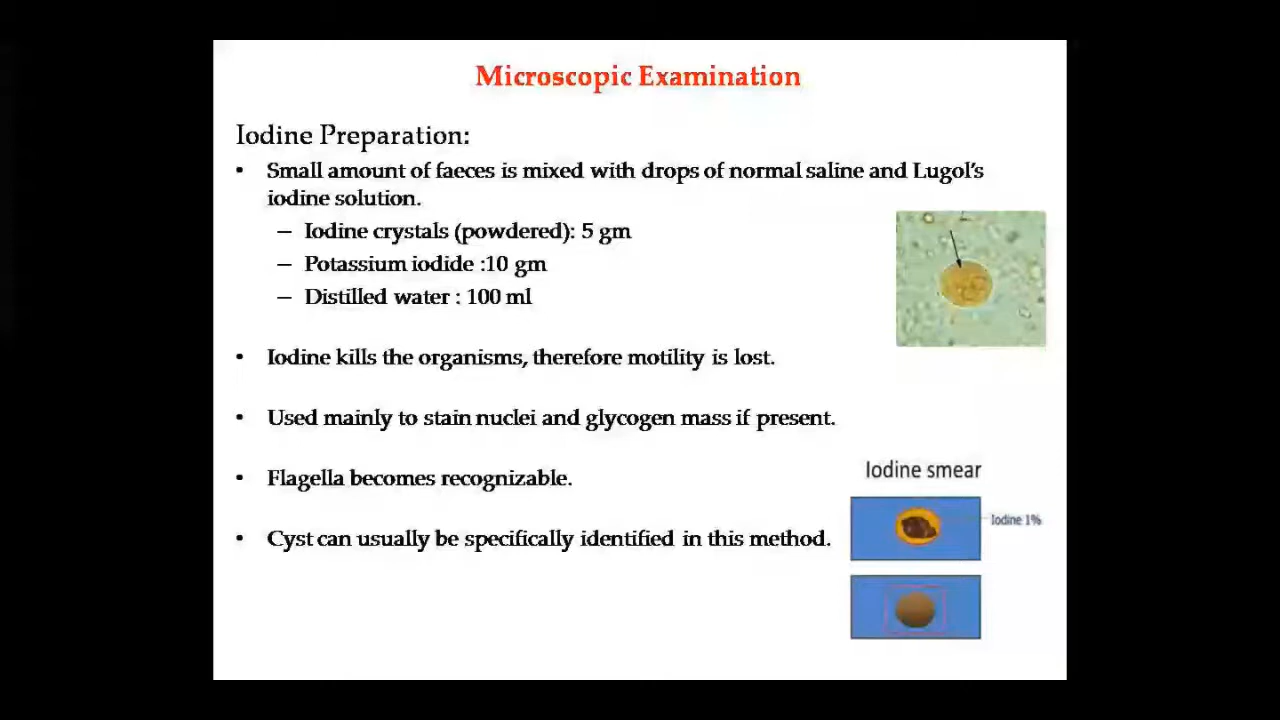 Microscopic Examination
Iodine Preparation:
• Small amount of faeces is mixed with drops of normal saline and Lugol's
iodine solution.
– Iodine crystals (powdered): 5 gm
– Potassium iodide :10 gm
– Distilled water : 100 ml
• Iodine kills the organisms, therefore motility is lost.
• Used mainly to stain nuclei and glycogen mass if present.
• Flagella becomes recognizable.
• Cyst can usually be specifically identified in this method.
Iodine smear
Iodine 1%